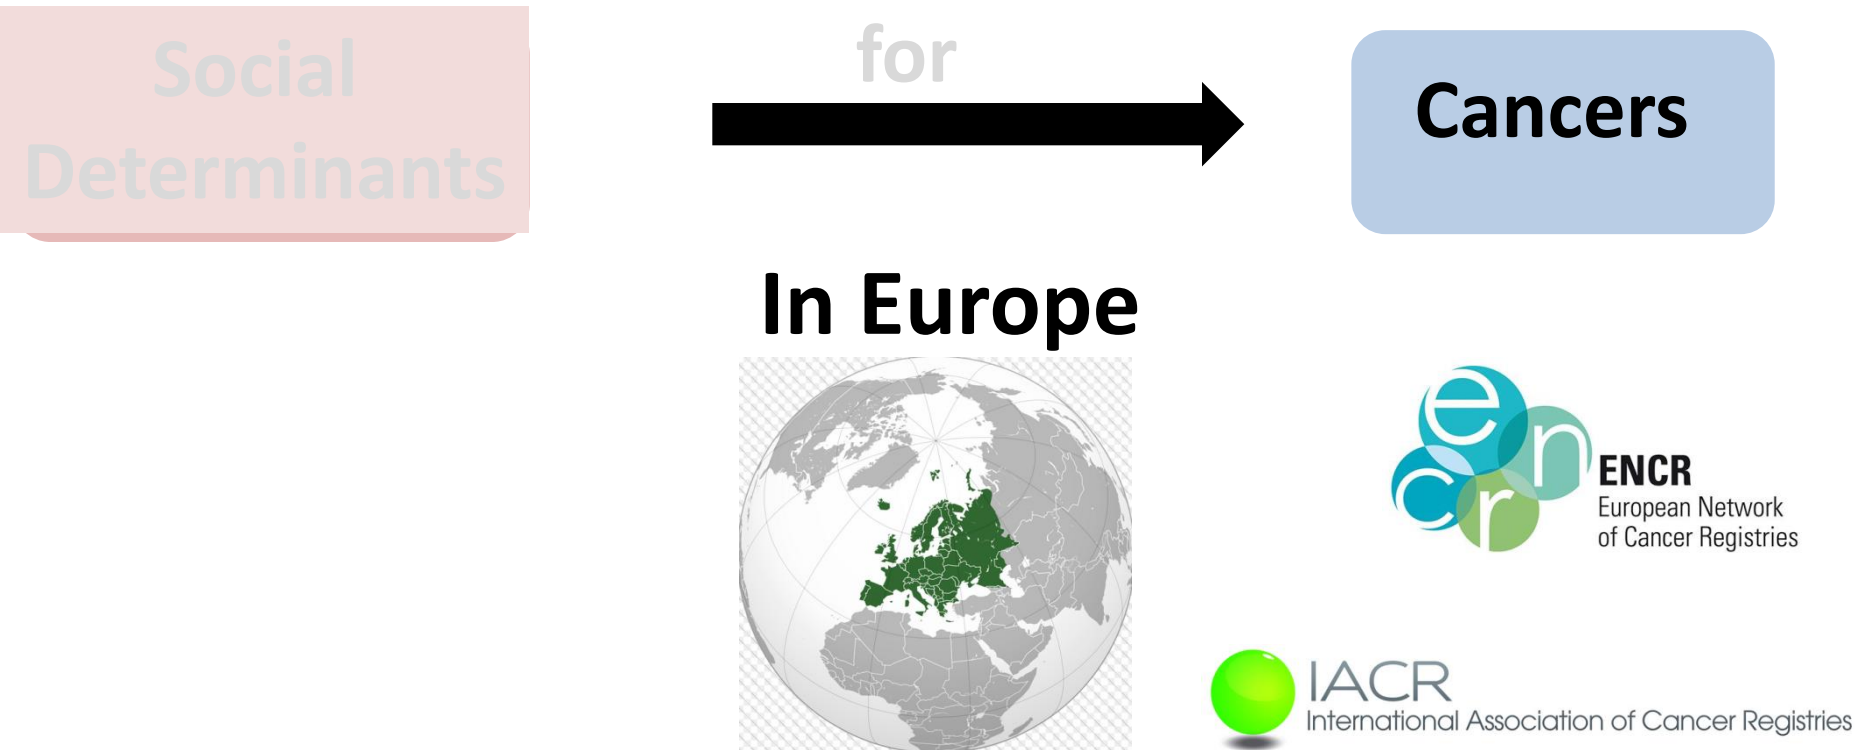 Social
Determinants
for
Cancers
In Europe
e
n
c
r
ENCR
European Network
of Cancer Registries
IACR
International Association of Cancer Registries